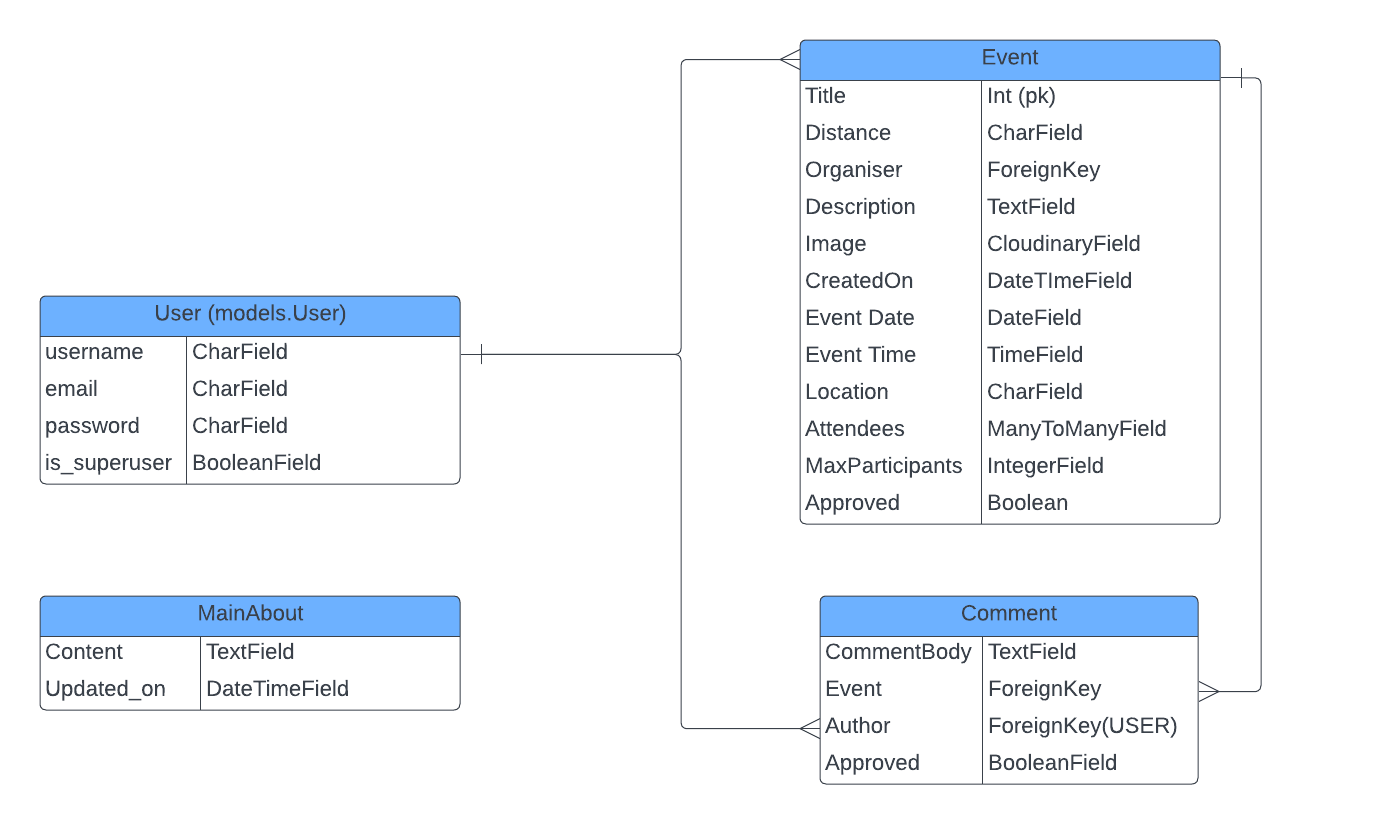 Event
Title Int (pk)
Distance CharField
Organiser ForeignKey
Description TextField
Image CloudinaryField
CreatedOn DateTImeField
Event Date DateField
Event Time TimeField
Location CharField
Attendees ManyToManyField
MaxParticipants IntegerField
Approved Boolean
User (models.User)
username CharField
email CharField
password CharField
is_superuser BooleanField
MainAbout
Content TextField
Updated_on DateTimeField
Comment
CommentBody TextField
Event ForeignKey
Author ForeignKey(USER)
Approved BooleanField